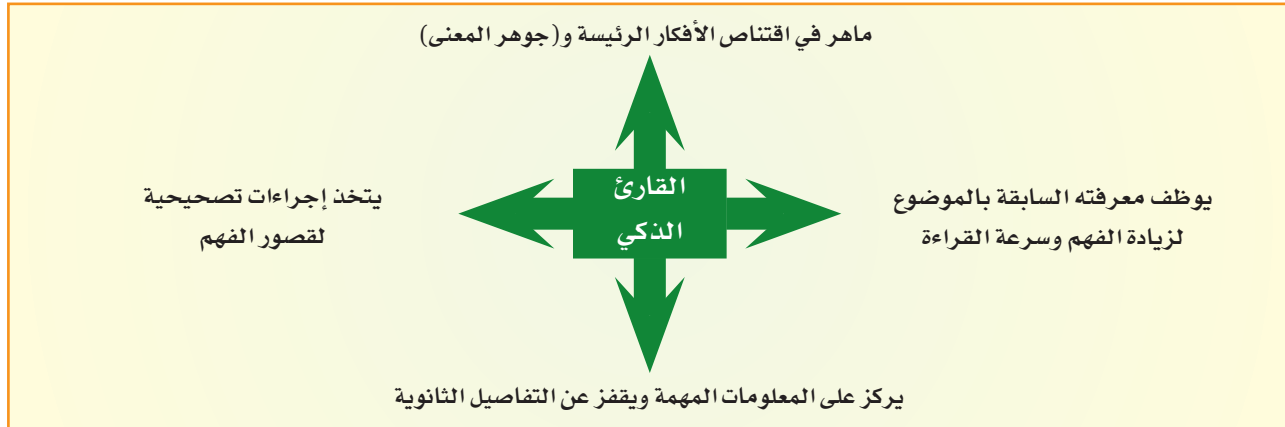 ماهر في اقتناص الأفكار الرئيسة و(جوهر المعنى)
القارئ
الذكي
يوظف معرفته السابقة بالموضوع
لزيادة الفهم وسرعة القراءة
يتخذ إجراءات تصحيحية
لقصور الفهم
يركز على المعلومات المهمة ويقفز عن التفاصيل الثانوية